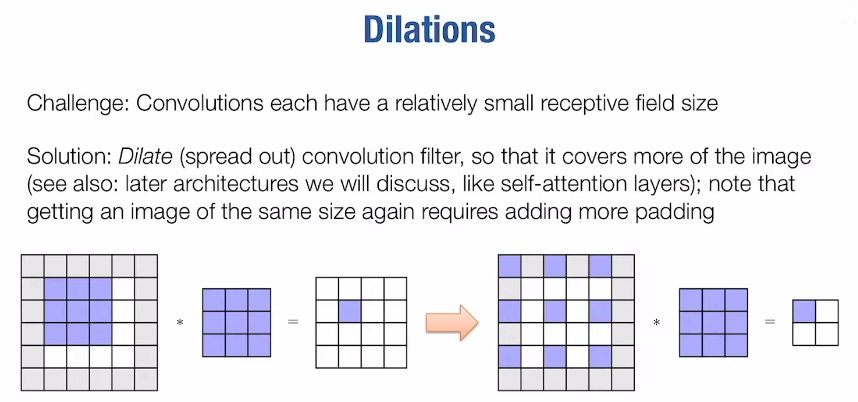 Dilations
Challenge: Convolutions each have a relatively small receptive field size
Solution: Dilate (spread out) convolution filter, so that it covers more of the image
(see also: later architectures we will discuss, like self-attention layers); note that
getting an image of the same size again requires adding more padding
* = * =